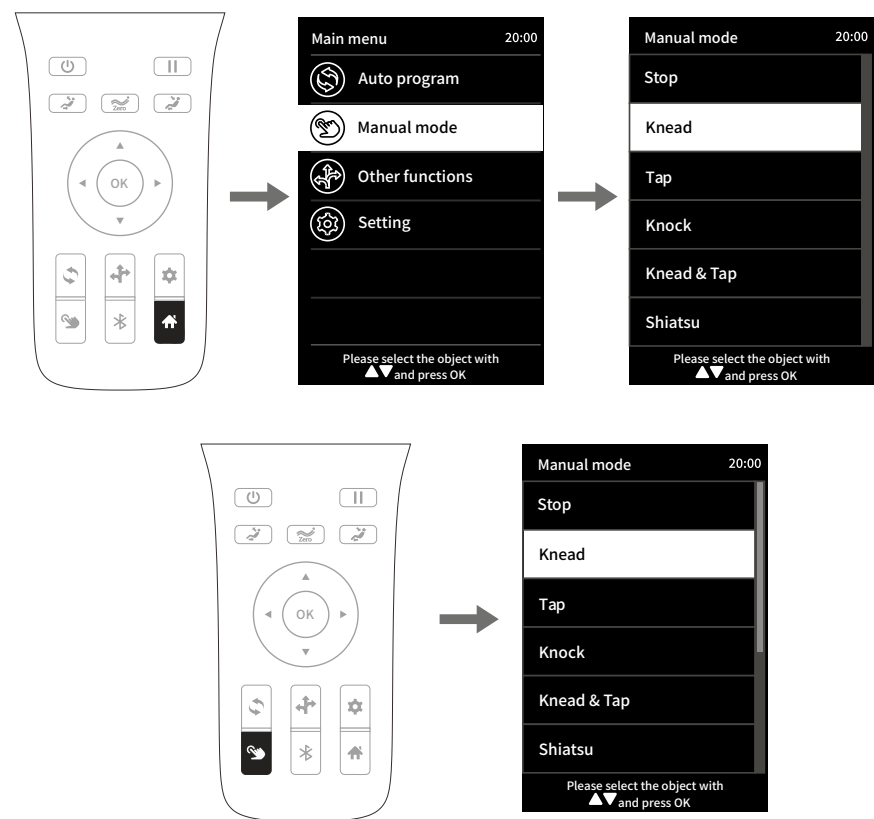 Zero
OK
Main menu 20:00
Auto program
Manual mode
Other functions
Setting
Please select the object with
and press OK
Manual mode 20:00
Stop
Knead
Tap
Knock
Knead & Tap
Shiatsu
Please select the object with
and press OK
Zero
OK
Manual mode 20:00
Stop
Knead
Tap
Knock
Knead & Tap
Shiatsu
Please select the object with
and press OK